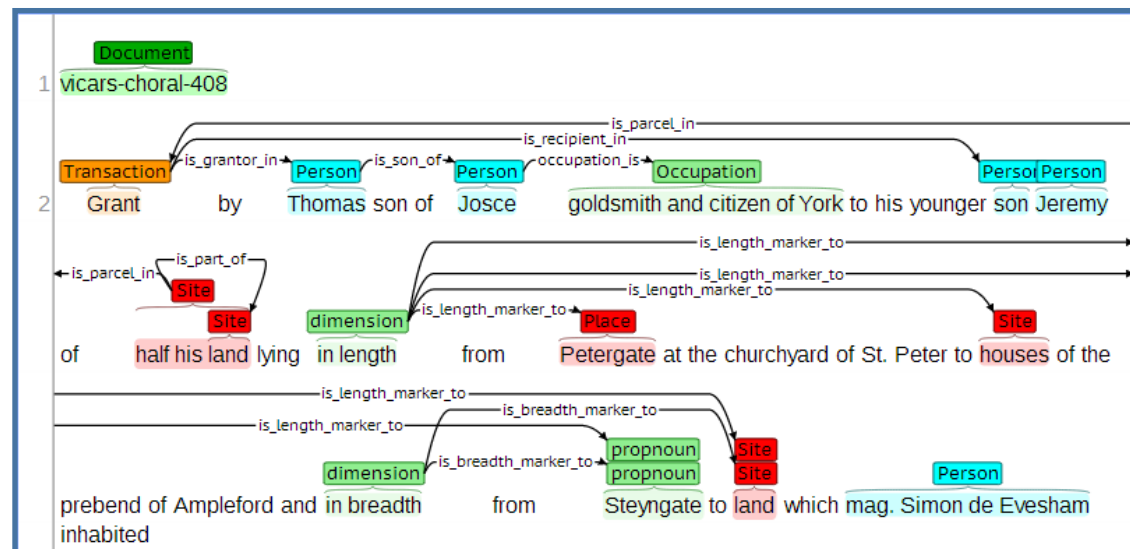 Document
1 vicars-choral-408
is_parcel_in
is_recipient_in
is_grantor_in is_son_of occupation_is
Transaction Person Person Occupation Person Person
2 Grant by Thomas son of Josce goldsmith and citizen of York to his younger son Jeremy
is_length_marker_to
is_parcel_in is_part_of is_length_marker_to
Site is_length_marker_to
Site dimension is_length_marker_to Place Site
of half his land lying in length from Petergate at the churchyard of St. Peter to houses of the
is_length_marker_to
is_breadth_marker_to
is_length_marker_to
propnoun Site
dimension is_breadth_marker_to propnoun Site Person
prebend of Ampleford and in breadth from Steyngate to land which mag. Simon de Evesham
inhabited